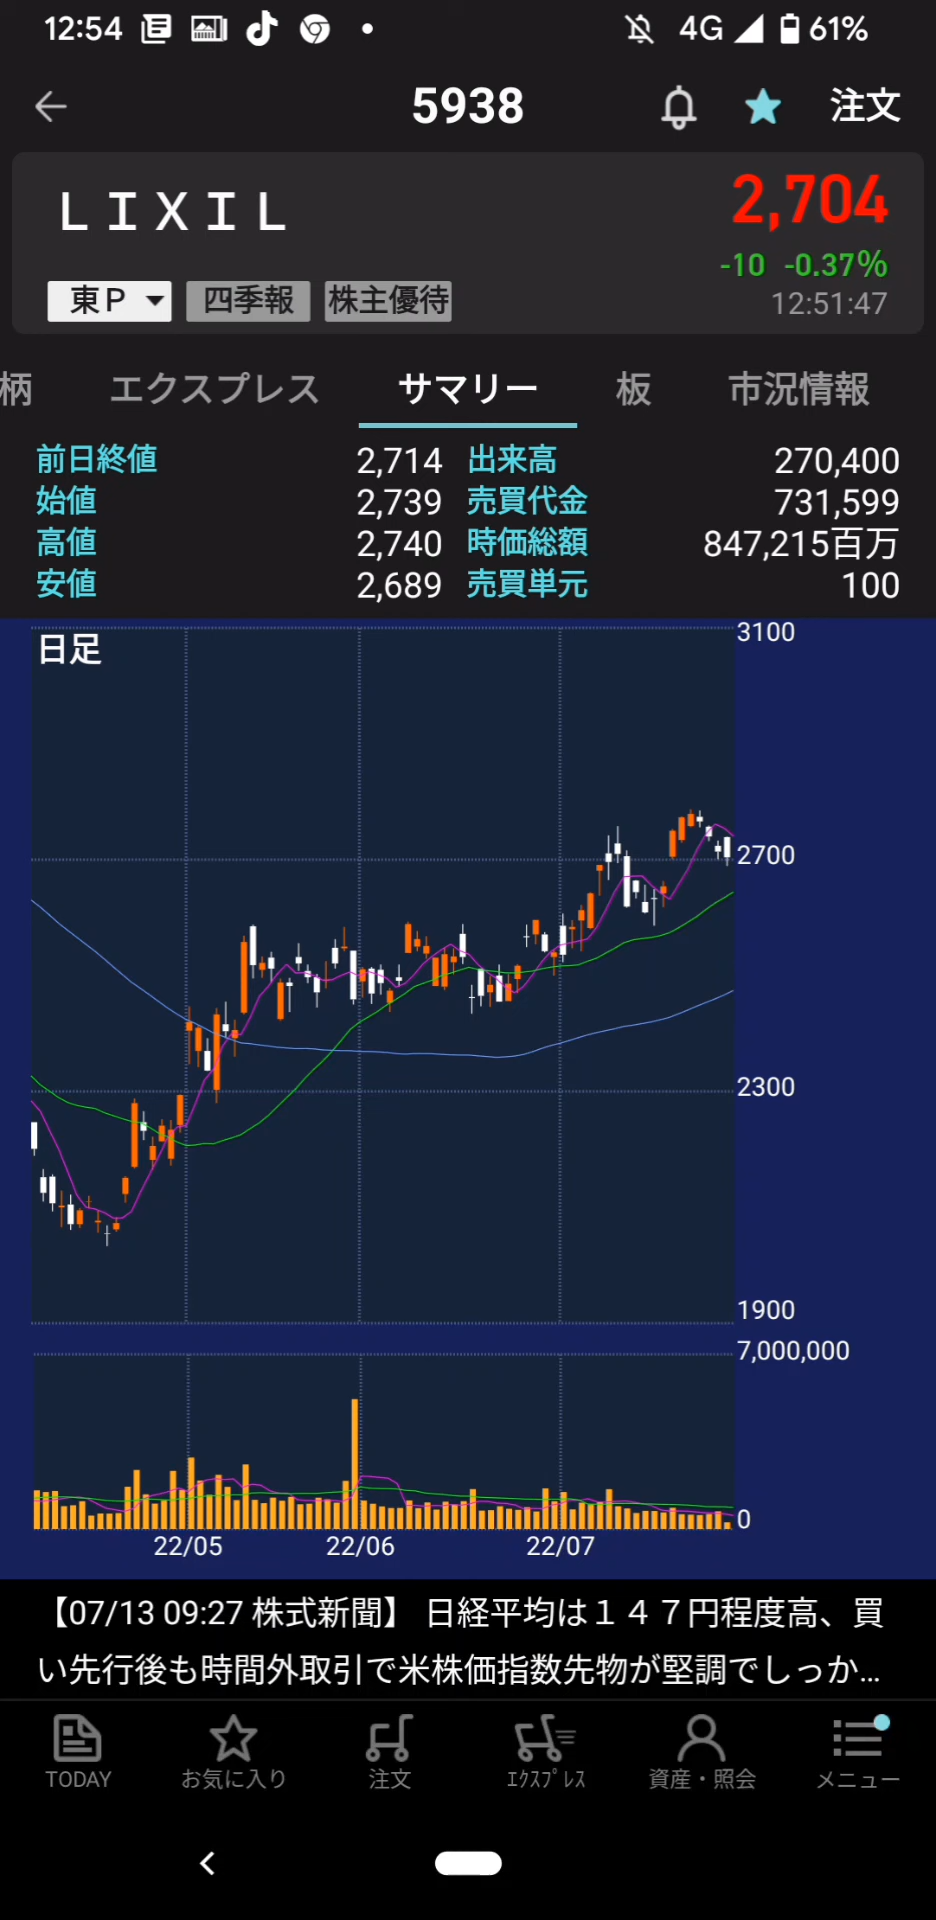 12:54 4G 61%
5938 注文
ＬＩＸＩＬ 2,704
-10 -0.37%
東Ｐ 四季報 株主優待 12:51:47
柄 エクスプレス サマリー 板 市況情報
前日終値 2,714 出来高 270,400
始値 2,739 売買代金 731,599
高値 2,740 時価総額 847,215百万
安値 2,689 売買単元 100
日足
3100
2700
2300
1900
7,000,000
0
22/05 22/06 22/07
【07/13 09:27 株式新聞】 日経平均は１４７円程度高、買
い先行後も時間外取引で米株価指数先物が堅調でしっか...
TODAY お気に入り 注文 ｴｸｽﾌﾟﾚｽ 資産・照会 メニュー